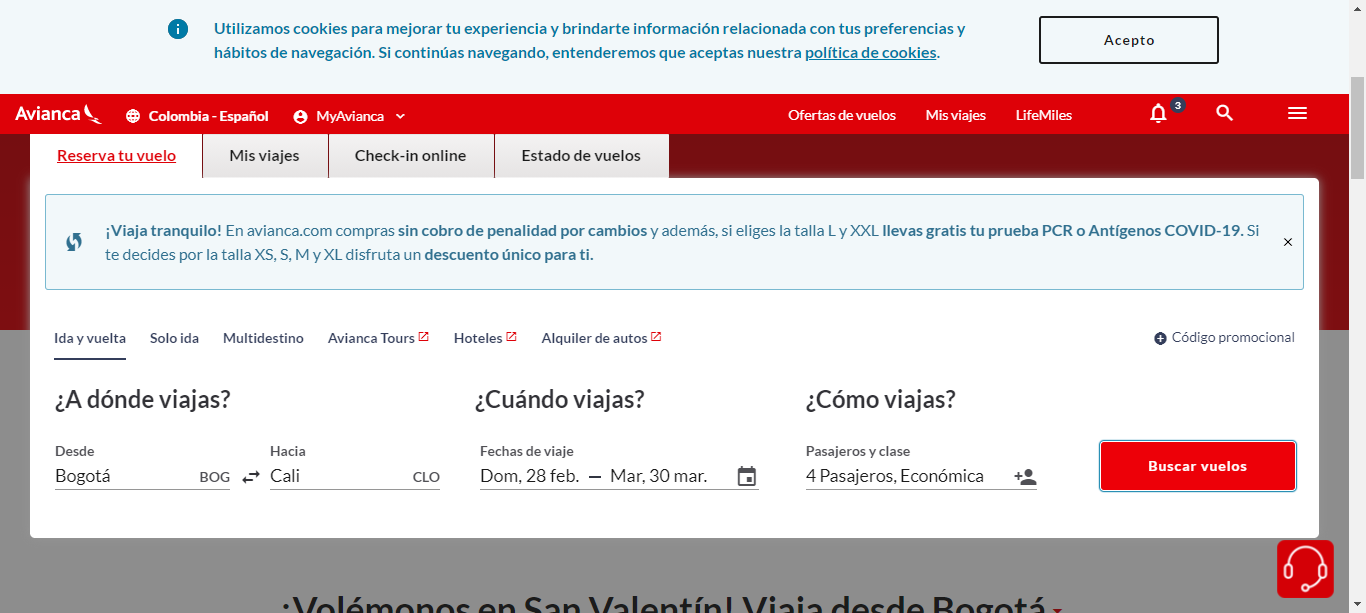 Utilizamos cookies para mejorar tu experiencia y brindarte información relacionada con tus preferencias y
hábitos de navegación. Si continúas navegando, entenderemos que aceptas nuestra política de cookies.
Acepto
Avianca
Colombia - Español
MyAvianca
Ofertas de vuelos
Mis viajes
LifeMiles
3
Reserva tu vuelo
Mis viajes
Check-in online
Estado de vuelos
¡Viaja tranquilo! En avianca.com compras sin cobro de penalidad por cambios y además, si eliges la talla L y XXL llevas gratis tu prueba PCR o Antígenos COVID-19. Si
te decides por la talla XS, S, M y XL disfruta un descuento único para ti.
Ida y vuelta
Solo ida
Multidestino
Avianca Tours
Hoteles
Alquiler de autos
Código promocional
¿A dónde viajas?
¿Cuándo viajas?
¿Cómo viajas?
Desde
Hacia
Fechas de viaje
Pasajeros y clase
Bogotá BOG
Cali CLO
Dom, 28 feb. — Mar, 30 mar.
4 Pasajeros, Económica
Buscar vuelos
¡Volémonos en San Valentín! Viaja desde Bogotá